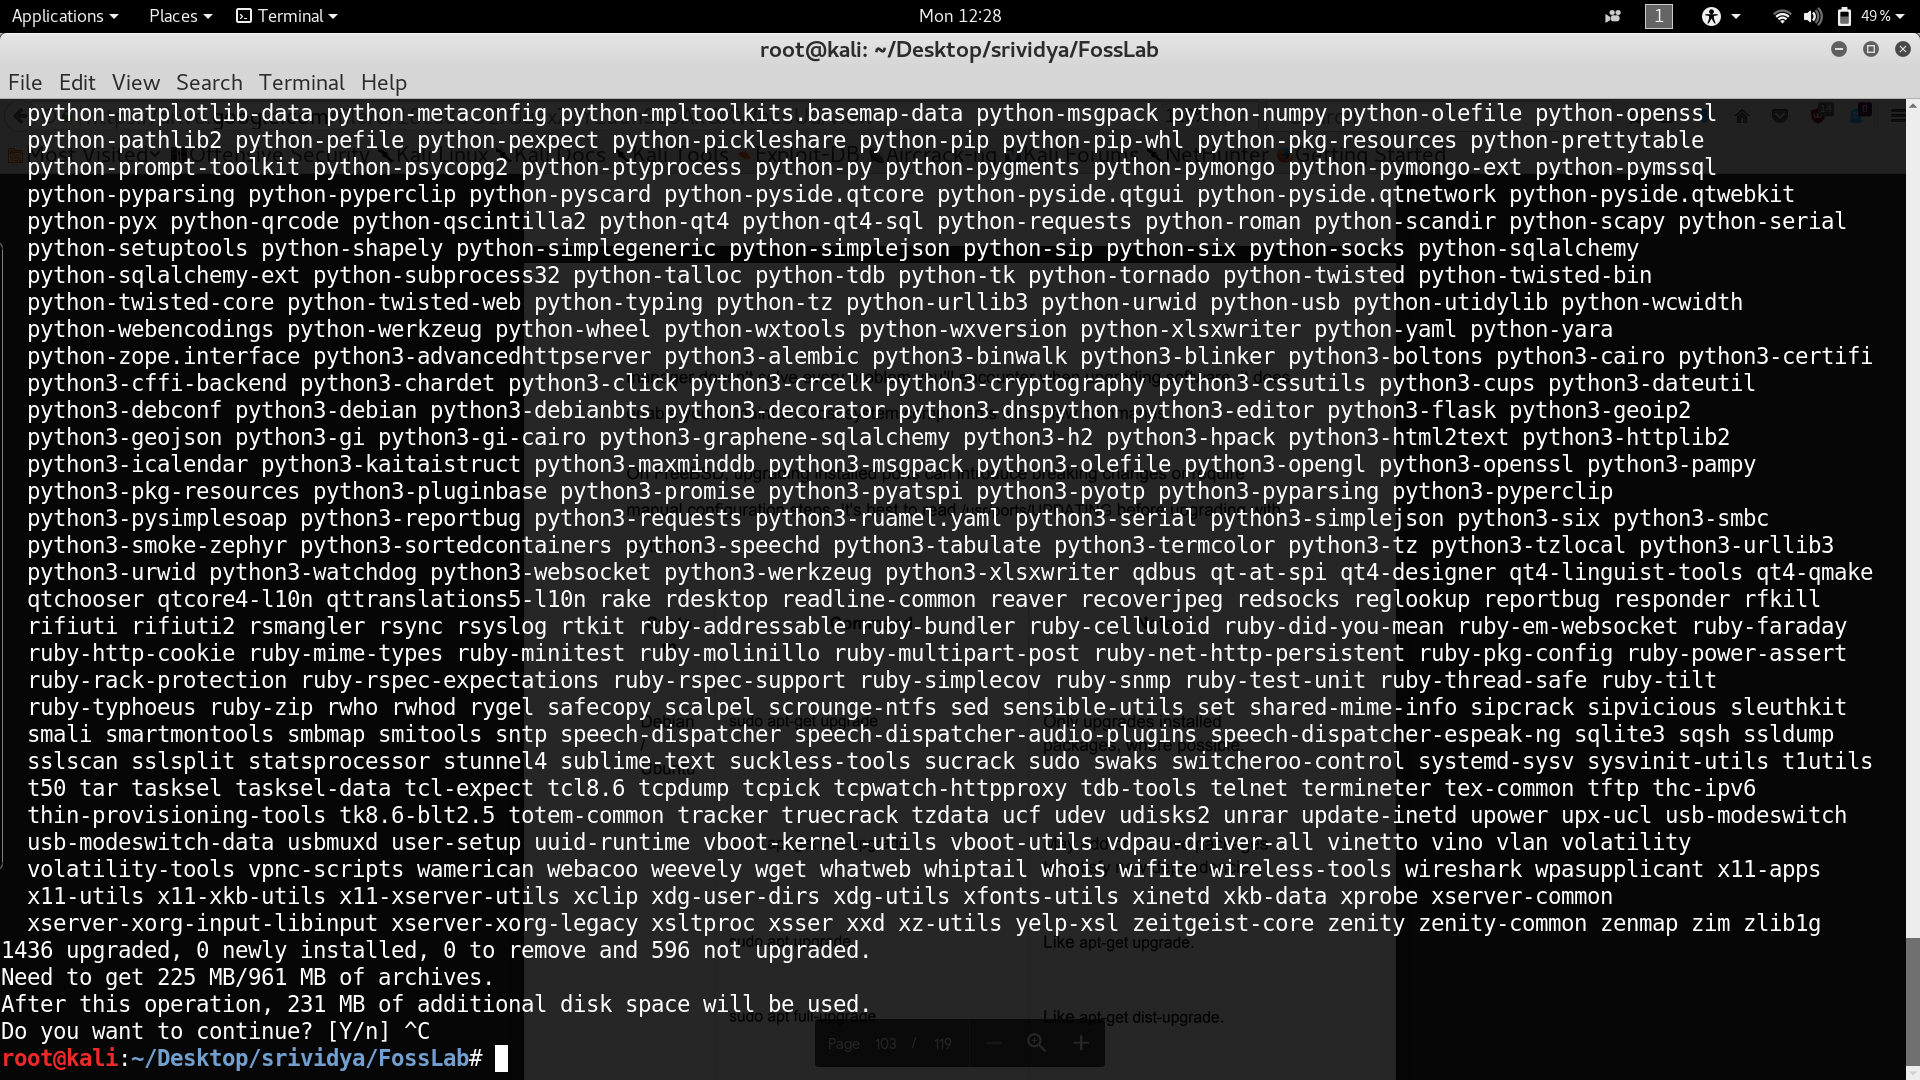 Applications Places Terminal Mon 12:28 1 49%
root@kali: ~/Desktop/srividya/FossLab
File Edit View Search Terminal Help
python-matplotlib-data python-metaconfig python-mpltoolkits.basemap-data python-msgpack python-numpy python-olefile python-openssl
python-pathlib2 python-pefile python-pexpect python-pickleshare python-pip python-pip-whl python-pkg-resources python-prettytable
python-prompt-toolkit python-psycopg2 python-ptyprocess python-py python-pygments python-pymongo python-pymongo-ext python-pymssql
python-pyparsing python-pyperclip python-pyscard python-pyside.qtcore python-pyside.qtgui python-pyside.qtnetwork python-pyside.qtwebkit
python-pyx python-qrcode python-qscintilla2 python-qt4 python-qt4-sql python-requests python-roman python-scandir python-scapy python-serial
python-setuptools python-shapely python-simplegeneric python-simplejson python-sip python-six python-socks python-sqlalchemy
python-sqlalchemy-ext python-subprocess32 python-talloc python-tdb python-tk python-tornado python-twisted python-twisted-bin
python-twisted-core python-twisted-web python-typing python-tz python-urllib3 python-urwid python-usb python-utidylib python-wcwidth
python-webencodings python-werkzeug python-wheel python-wxtools python-wxversion python-xlsxwriter python-yaml python-yara
python-zope.interface python3-advancedhttpserver python3-alembic python3-binwalk python3-blinker python3-boltons python3-cairo python3-certifi
python3-cffi-backend python3-chardet python3-click python3-corelk python3-cryptography python3-cssutils python3-cups python3-dateutil
python3-debconf python3-debian python3-debianbts python3-decorator python3-dnspython python3-editor python3-flask python3-geoip2
python3-geojson python3-gi python3-gi-cairo python3-graphene-sqlalchemy python3-h2 python3-hpack python3-html2text python3-httplib2
python3-icalendar python3-kaitaistruct python3-maxminddb python3-msgpack python3-olefile python3-opengl python3-openssl python3-pampy
python3-pkg-resources python3-pluginbase python3-promise python3-pyatspi python3-pyotp python3-pyparsing python3-pyperclip
python3-pysimplesoap python3-reportbug python3-requests python3-ruamel.yaml python3-serial python3-simplejson python3-six python3-smbc
python3-smoke-zephyr python3-sortedcontainers python3-speechd python3-tabulate python3-termcolor python3-tz python3-tzlocal python3-urllib3
python3-urwid python3-watchdog python3-websocket python3-werkzeug python3-xlsxwriter qdbus qt-at-spi qt4-designer qt4-linguist-tools qt4-qmake
qtchooser qtcore4-l10n qttranslations5-l10n rake rdesktop readline-common reaver recoverjpeg redsocks reglookup reportbug responder rfkill
rifiuti rifiuti2 rsmangler rsync rsyslog rtkit ruby-addressable ruby-bundler ruby-celluloid ruby-did-you-mean ruby-em-websocket ruby-faraday
ruby-http-cookie ruby-mime-types ruby-minitest ruby-molinillo ruby-multipart-post ruby-net-http-persistent ruby-pkg-config ruby-power-assert
ruby-rack-protection ruby-rspec-expectations ruby-rspec-support ruby-simplecov ruby-snmp ruby-test-unit ruby-thread-safe ruby-tilt
ruby-typhoeus ruby-zip rwho rwhod rygel safecopy scalpel scrounge-ntfs sed sensible-utils set shared-mime-info sipcrack sipvicious sleuthkit
smali smartmontools smbmap smitools sntp speech-dispatcher speech-dispatcher-audio-plugins speech-dispatcher-espeak-ng sqlite3 sqsh ssldump
sslscan sslsplit statsprocessor stunnel4 sublime-text suckless-tools sucrack sudo swaks switcheroo-control systemd-sysv sysvinit-utils t1utils
t50 tar tasksel tasksel-data tcl-expect tcl8.6 tcpdump tcpick tcpwatch-httpproxy tdb-tools telnet termineter tex-common tftp thc-ipv6
thin-provisioning-tools tk8.6-blt2.5 totem-common tracker truecrack tzdata ucf udev udisks2 unrar update-inetd upower upx-ucl usb-modeswitch
usb-modeswitch-data usbmuxd user-setup uuid-runtime vboot-kernel-utils vboot-utils vdpau-driver-all vinetto vino vlan volatility
volatility-tools vpnc-scripts wamerican webacoo weevely wget whatweb whiptail whois wifite wireless-tools wireshark wpasupplicant x11-apps
x11-utils x11-xkb-utils x11-xserver-utils xclip xdg-user-dirs xdg-utils xfonts-utils xinetd xkb-data xprobe xserver-common
xserver-xorg-input-libinput xserver-xorg-legacy xsltproc xsser xxd xz-utils yelp-xsl zeitgeist-core zenity zenity-common zenmap zim zlib1g
1436 upgraded, 0 newly installed, 0 to remove and 596 not upgraded.
Need to get 225 MB/961 MB of archives.
After this operation, 231 MB of additional disk space will be used.
Do you want to continue? [Y/n] ^C
root@kali:~/Desktop/srividya/FossLab#
Debian
/
Ubuntu
sudo apt-get upgrade
Only upgrades installed
packages, where possible.
sudo apt upgrade
Like apt-get upgrade.
sudo apt full-upgrade
Like apt-get dist-upgrade.
Page 103 / 119